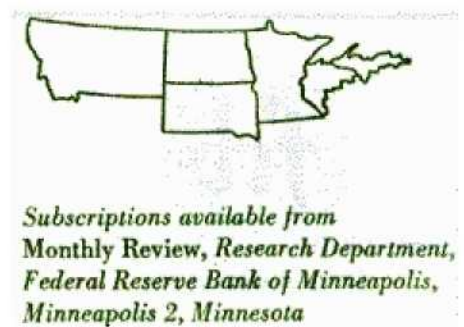 Subscriptions available from
Monthly Review, Research Department,
Federal Reserve Bank of Minneapolis,
Minneapolis 2, Minnesota